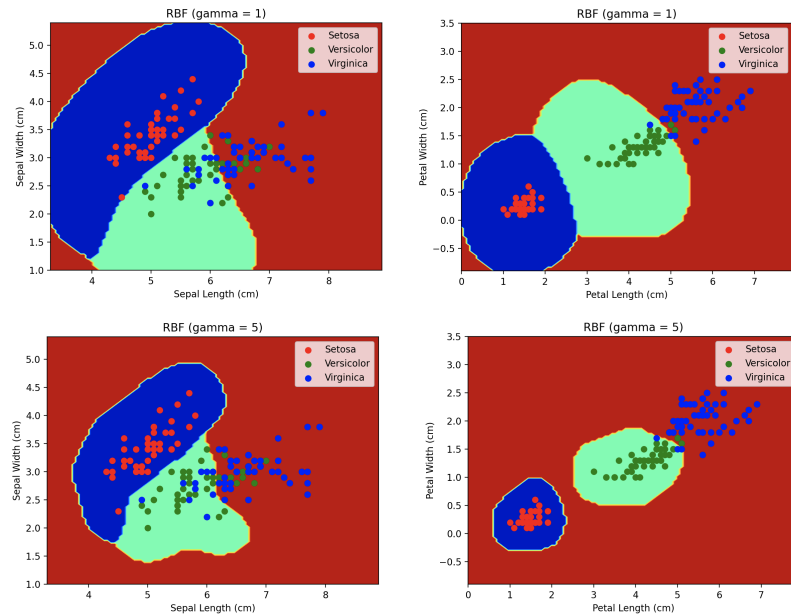 RBF (gamma = 1)
Setosa
Versicolor
Virginica
5.0
4.5
4.0
3.5
3.0
2.5
2.0
1.5
1.0
Sepal Width (cm)
4
5
6
7
8
Sepal Length (cm)
RBF (gamma = 1)
Setosa
Versicolor
Virginica
3.5
3.0
2.5
2.0
1.5
1.0
0.5
0.0
−0.5
Petal Width (cm)
0
1
2
3
4
5
6
7
Petal Length (cm)
RBF (gamma = 5)
Setosa
Versicolor
Virginica
5.0
4.5
4.0
3.5
3.0
2.5
2.0
1.5
1.0
Sepal Width (cm)
4
5
6
7
8
Sepal Length (cm)
RBF (gamma = 5)
Setosa
Versicolor
Virginica
3.5
3.0
2.5
2.0
1.5
1.0
0.5
0.0
−0.5
Petal Width (cm)
0
1
2
3
4
5
6
7
Petal Length (cm)